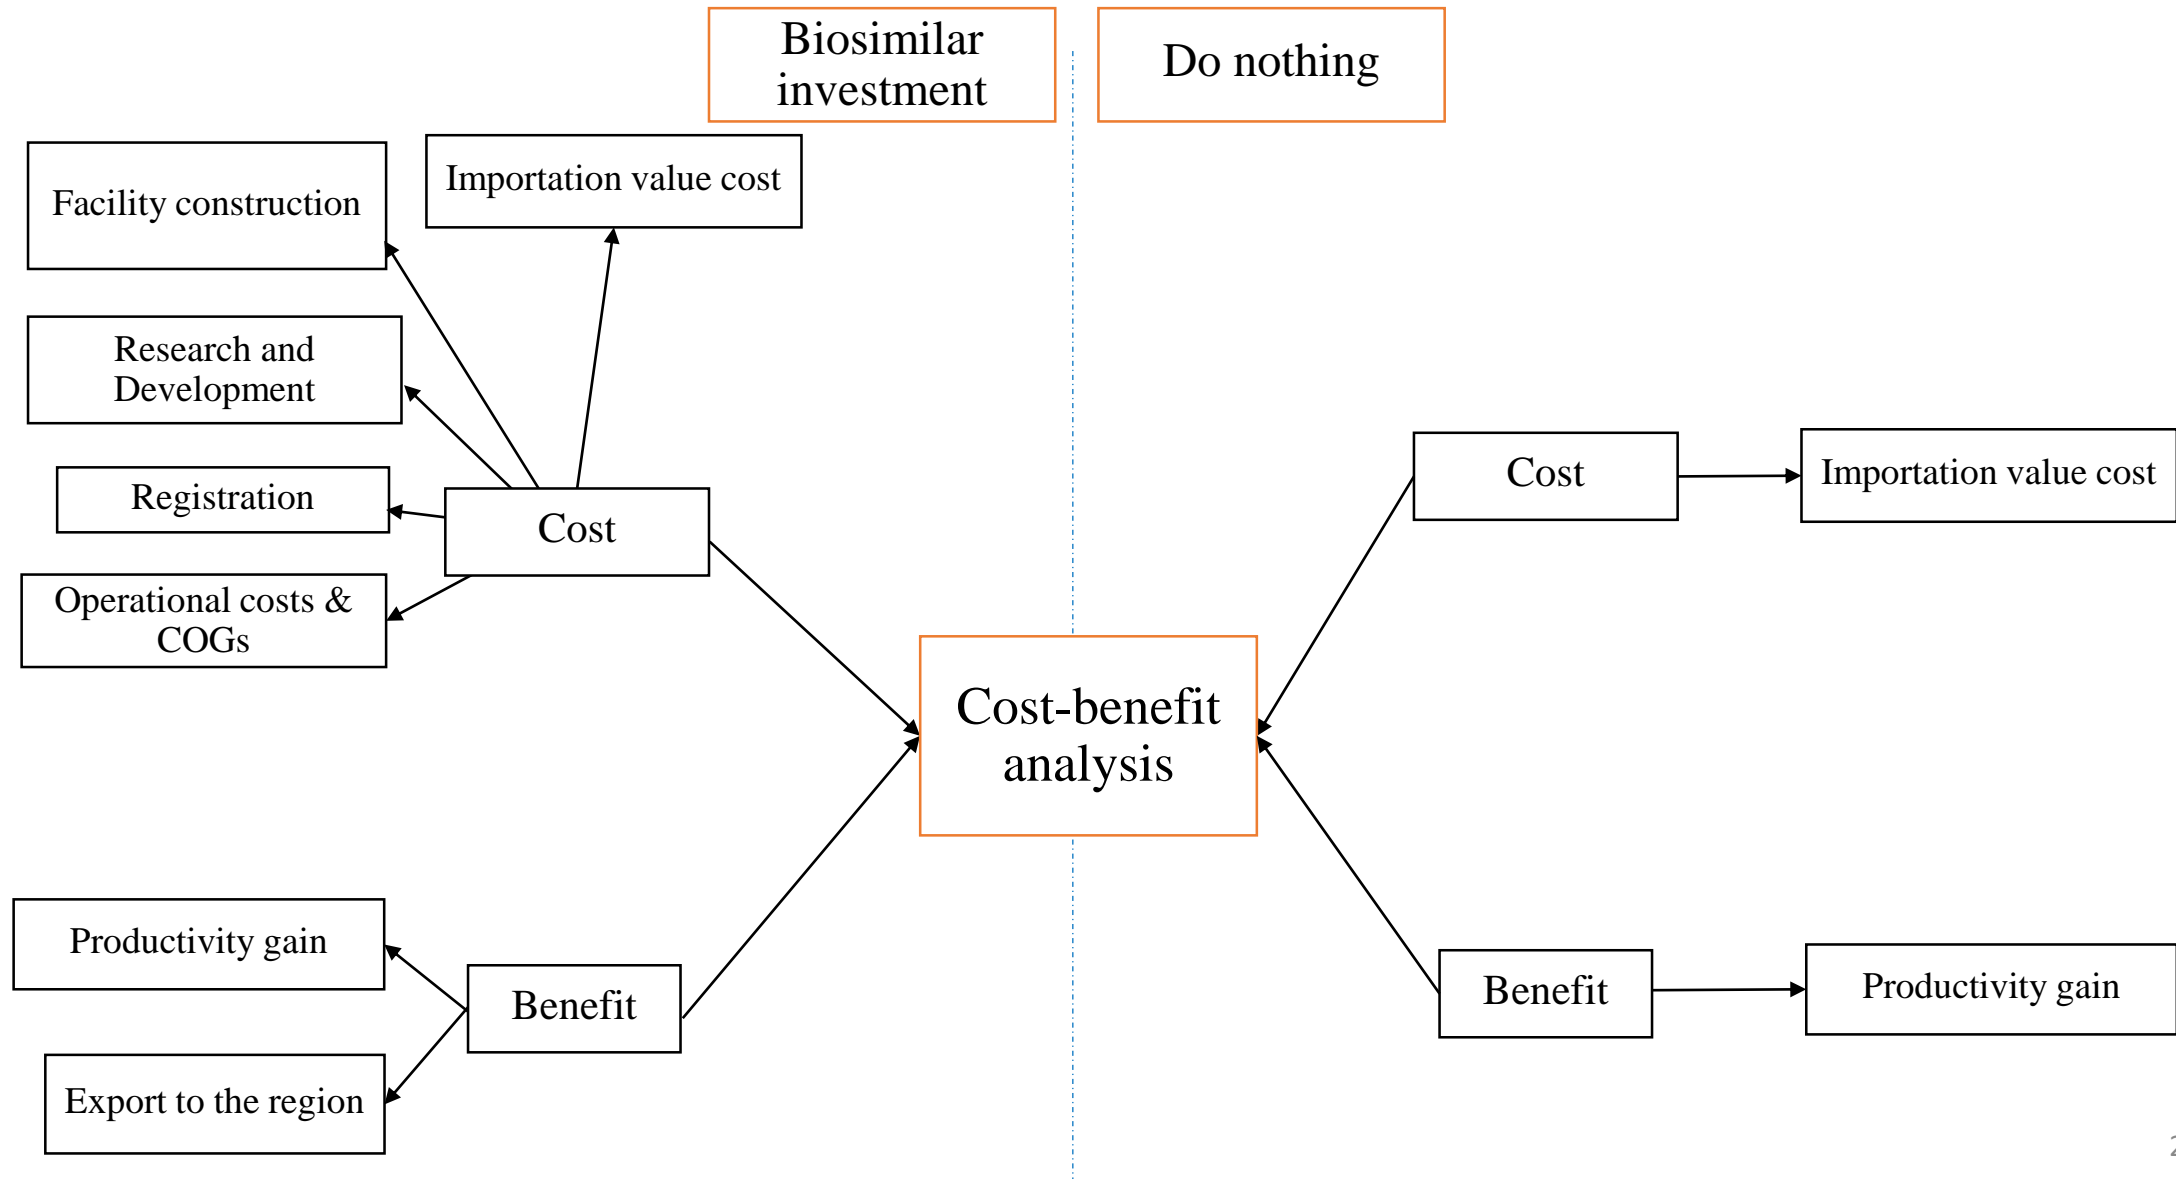 Biosimilar
investment
Do nothing
Facility construction
Importation value cost
Research and
Development
Registration
Cost
Operational costs &
COGs
Cost
Importation value cost
Cost-benefit
analysis
Productivity gain
Benefit
Export to the region
Benefit
Productivity gain
2